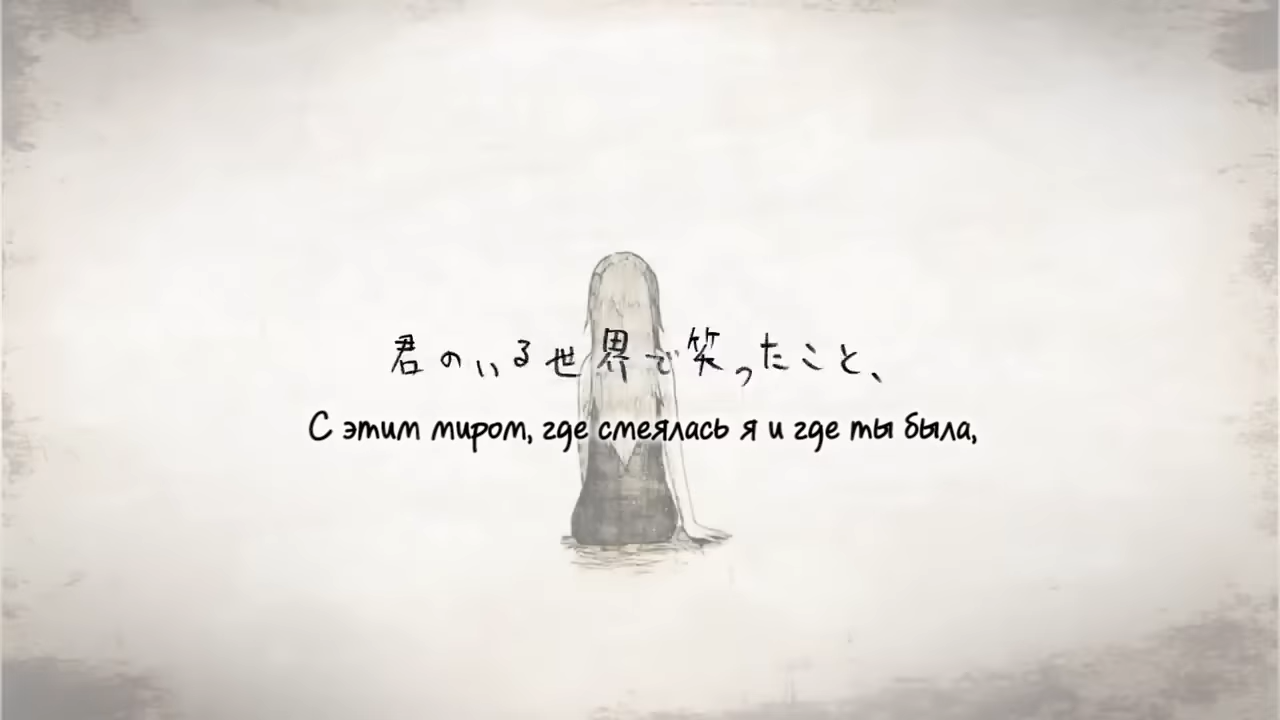 君のいる世界で笑ったこと、
С этим миром, где смеялась я и где ты была,